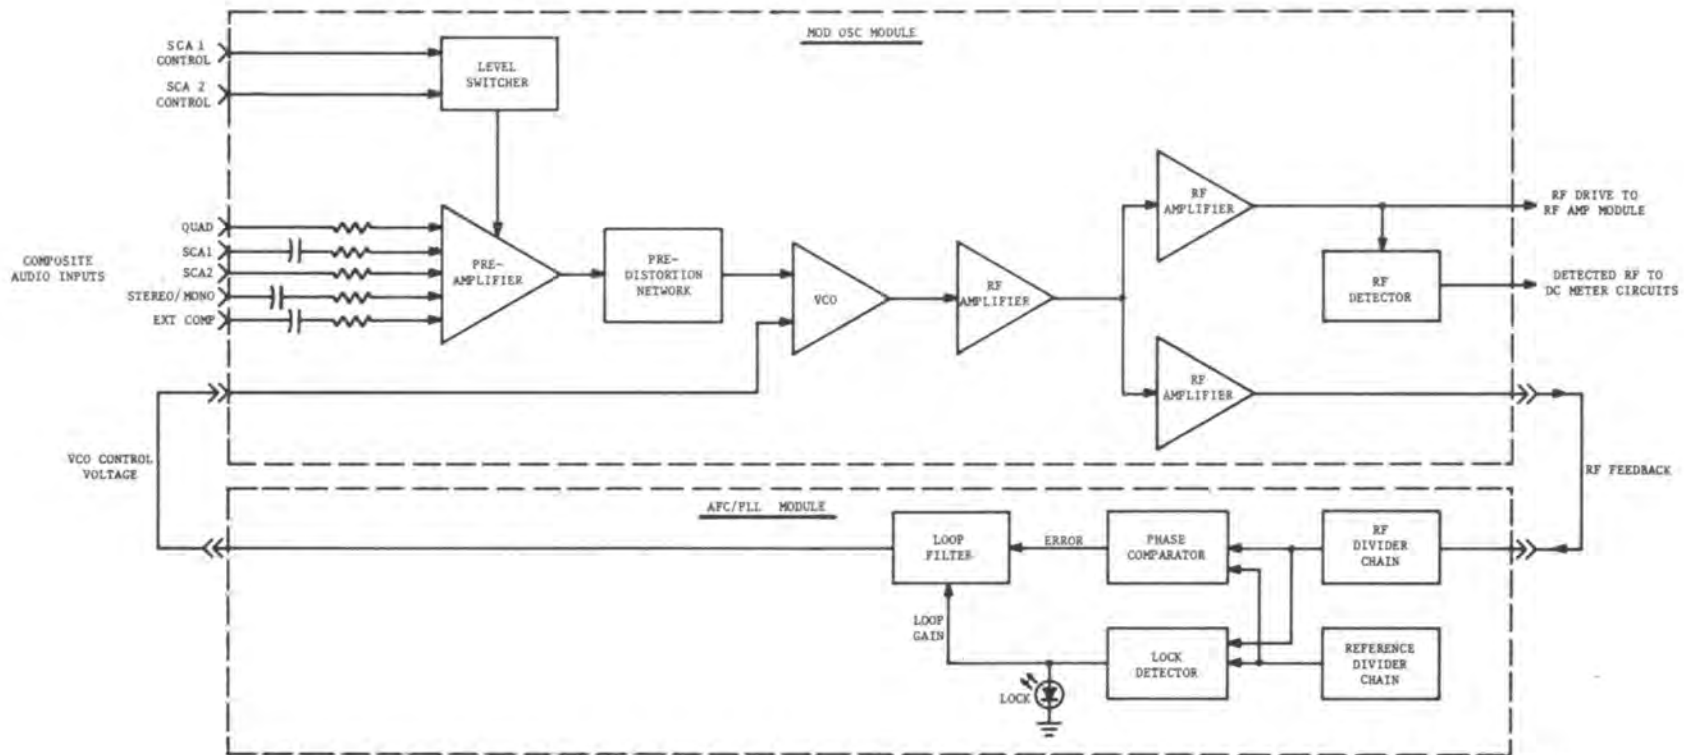 MOD OSC MODULE
SCA 1
CONTROL
SCA 2
CONTROL
LEVEL
SWITCHER
COMPOSITE
AUDIO INPUTS
QUAD
SCA1
SCA2
STEREO/MONO
EXT COMP
PRE-
AMPLIFIER
PRE-
DISTORTION
NETWORK
VCO
RF
AMPLIFIER
RF
AMPLIFIER
RF DRIVE TO
RF AMP MODULE
RF
DETECTOR
DETECTED RF TO
DC METER CIRCUITS
RF
AMPLIFIER
VCO CONTROL
VOLTAGE
RF FEEDBACK
AFC/PLL MODULE
LOOP
FILTER
ERROR
PHASE
COMPARATOR
RF
DIVIDER
CHAIN
LOOP
GAIN
LOCK
DETECTOR
REFERENCE
DIVIDER
CHAIN
LOCK